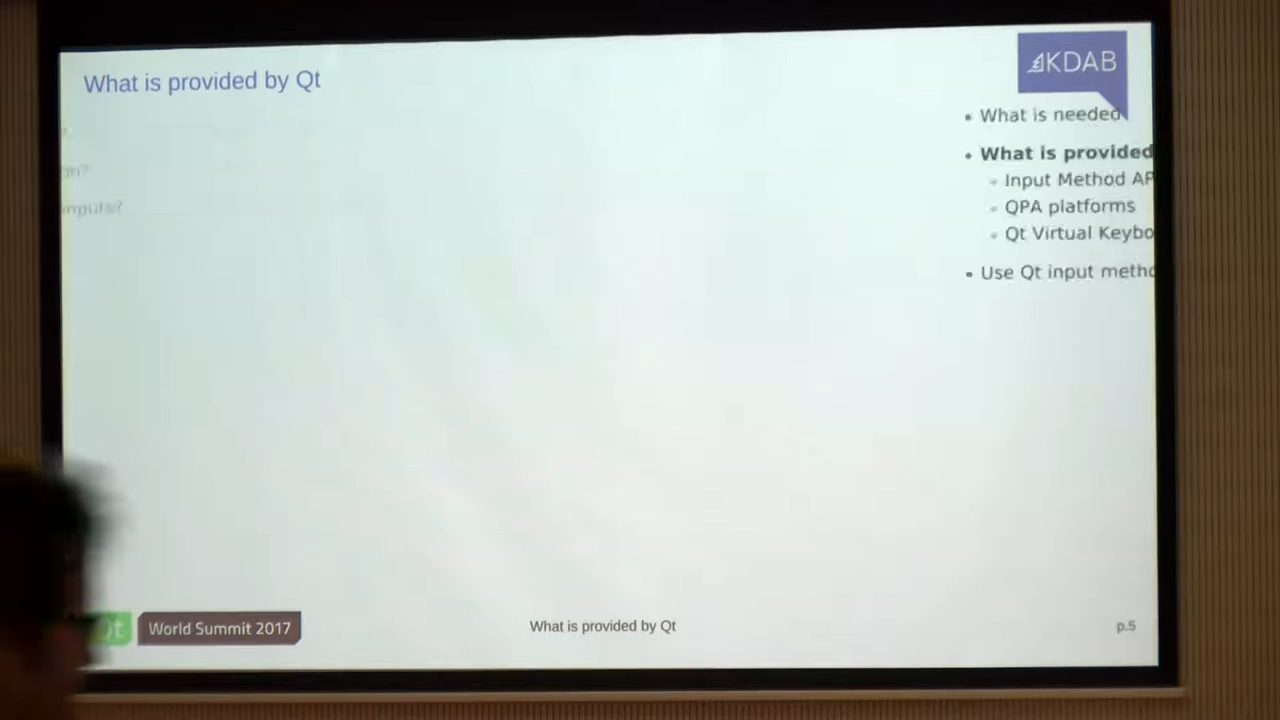 What is provided by Qt
KDAB
• What is needed
• What is provided
Input Method AP
QPA platforms
Qt Virtual Keybo
• Use Qt input metho
Qt World Summit 2017
What is provided by Qt
p.5